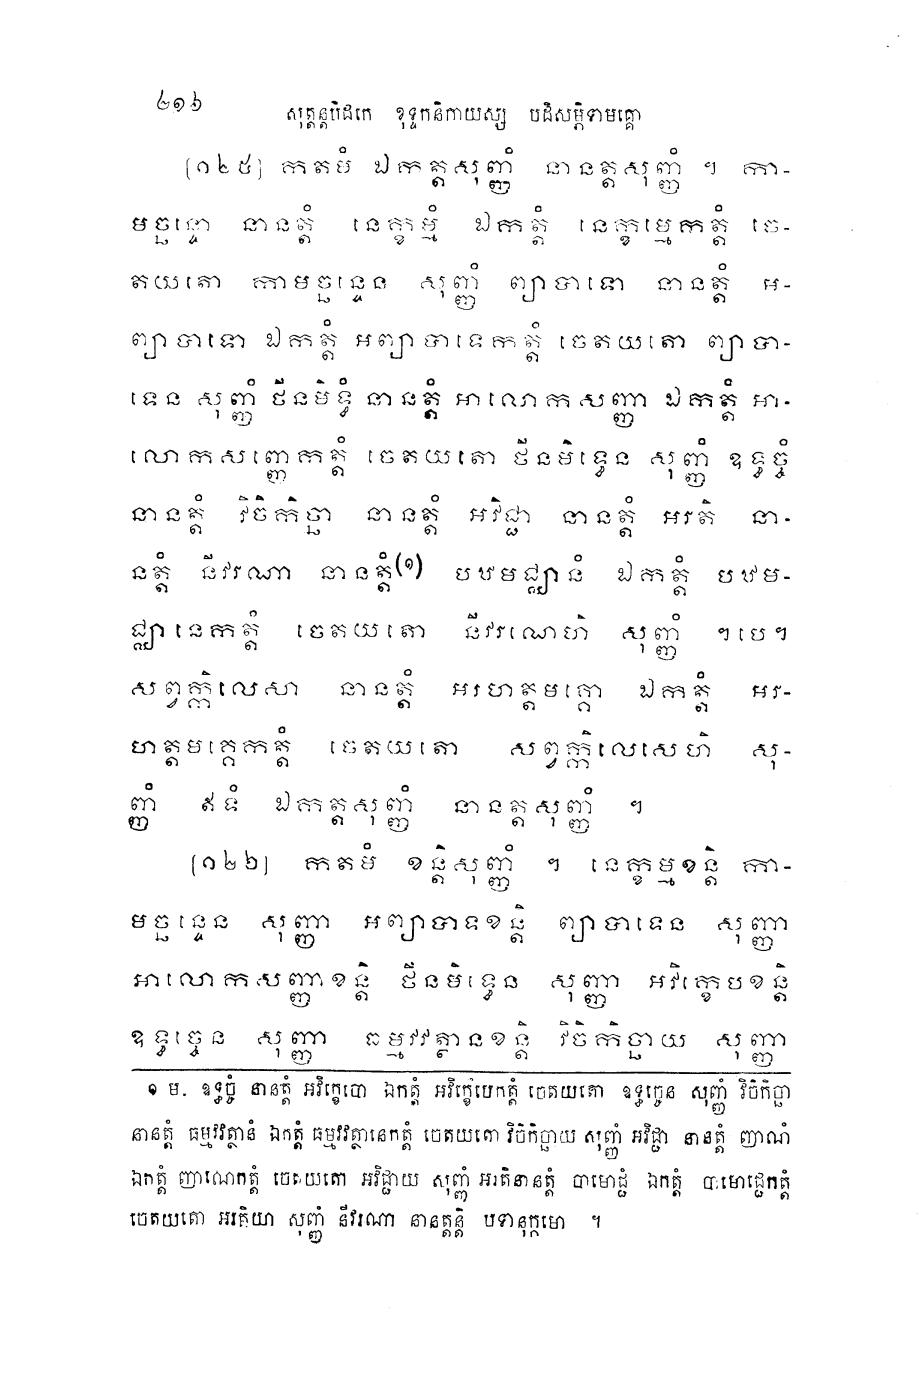 ២១៦
សុត្តន្តបិដកេ ខុទ្ទកនិកាយស្ស បដិសម្ភិទាមគ្គោ
[១២៥] កតមំ ឯកត្តសុញ្ញំ នានត្តសុញ្ញំ ។ កា-
មច្ឆន្ទោ នានត្តំ នេក្ខម្មំ ឯកត្តំ នេក្ខម្មេកត្តំ ចេ-
តយតោ កាមច្ឆន្ទេន សុញ្ញំ ព្យាបាទោ នានត្តំ អ-
ព្យាបាទោ ឯកត្តំ អព្យាបាទេកត្តំ ចេតយតោ ព្យាបា-
ទេន សុញ្ញំ ថីនមិទ្ធំ នានត្តំ អាលោកសញ្ញា ឯកត្តំ អា-
លោកសញ្ញេកត្តំ ចេតយតោ ថីនមិទ្ធេន សុញ្ញំ ឧទ្ធច្ចំ
នានត្តំ វិចិកិច្ឆា នានត្តំ អវិជ្ជា នានត្តំ អរតិ នា-
នត្តំ នីវរណា នានត្តំ(១) បឋមជ្ឈានំ ឯកត្តំ បឋម-
ជ្ឈានេកត្តំ ចេតយតោ នីវរណេហិ សុញ្ញំ ។បេ។
សព្វក្កិលេសា នានត្តំ អរហត្តមគ្គោ ឯកត្តំ អរ-
ហត្តមគ្គេកត្តំ ចេតយតោ សព្វក្កិលេសេហិ សុ-
ញ្ញំ ឥទំ ឯកត្តសុញ្ញំ នានត្តសុញ្ញំ ។
[១២៦] កតមំ ខន្តិសុញ្ញំ ។ នេក្ខម្មខន្តិ កា-
មច្ឆន្ទេន សុញ្ញា អព្យាបាទខន្តិ ព្យាបាទេន សុញ្ញា
អាលោកសញ្ញាខន្តិ ថីនមិទ្ធេន សុញ្ញា អវិក្ខេបខន្តិ
ឧទ្ធច្ចេន សុញ្ញា ធម្មវវត្ថានខន្តិ វិចិកិច្ឆាយ សុញ្ញា
១ ម. ឧទ្ធច្ចំ នានត្តំ អវិក្ខេបោ ឯកត្តំ អវិក្ខេបេកត្តំ ចេតយតោ ឧទ្ធច្ចេន សុញ្ញំ វិចិកិច្ឆា
នានត្តំ ធម្មវវត្ថានំ ឯកត្តំ ធម្មវវត្ថានេកត្តំ ចេតយតោ វិចិកិច្ឆាយ សុញ្ញំ អវិជ្ជា នានត្តំ ញាណំ
ឯកត្តំ ញាណេកត្តំ ចេតយតោ អវិជ្ជាយ សុញ្ញំ អរតិនានត្តំ បាមោជ្ជំ ឯកត្តំ បាមោជ្ជេកត្តំ
ចេតយតោ អរតិយា សុញ្ញំ នីវរណា នានត្តន្តិ បទានុក្កមោ ។